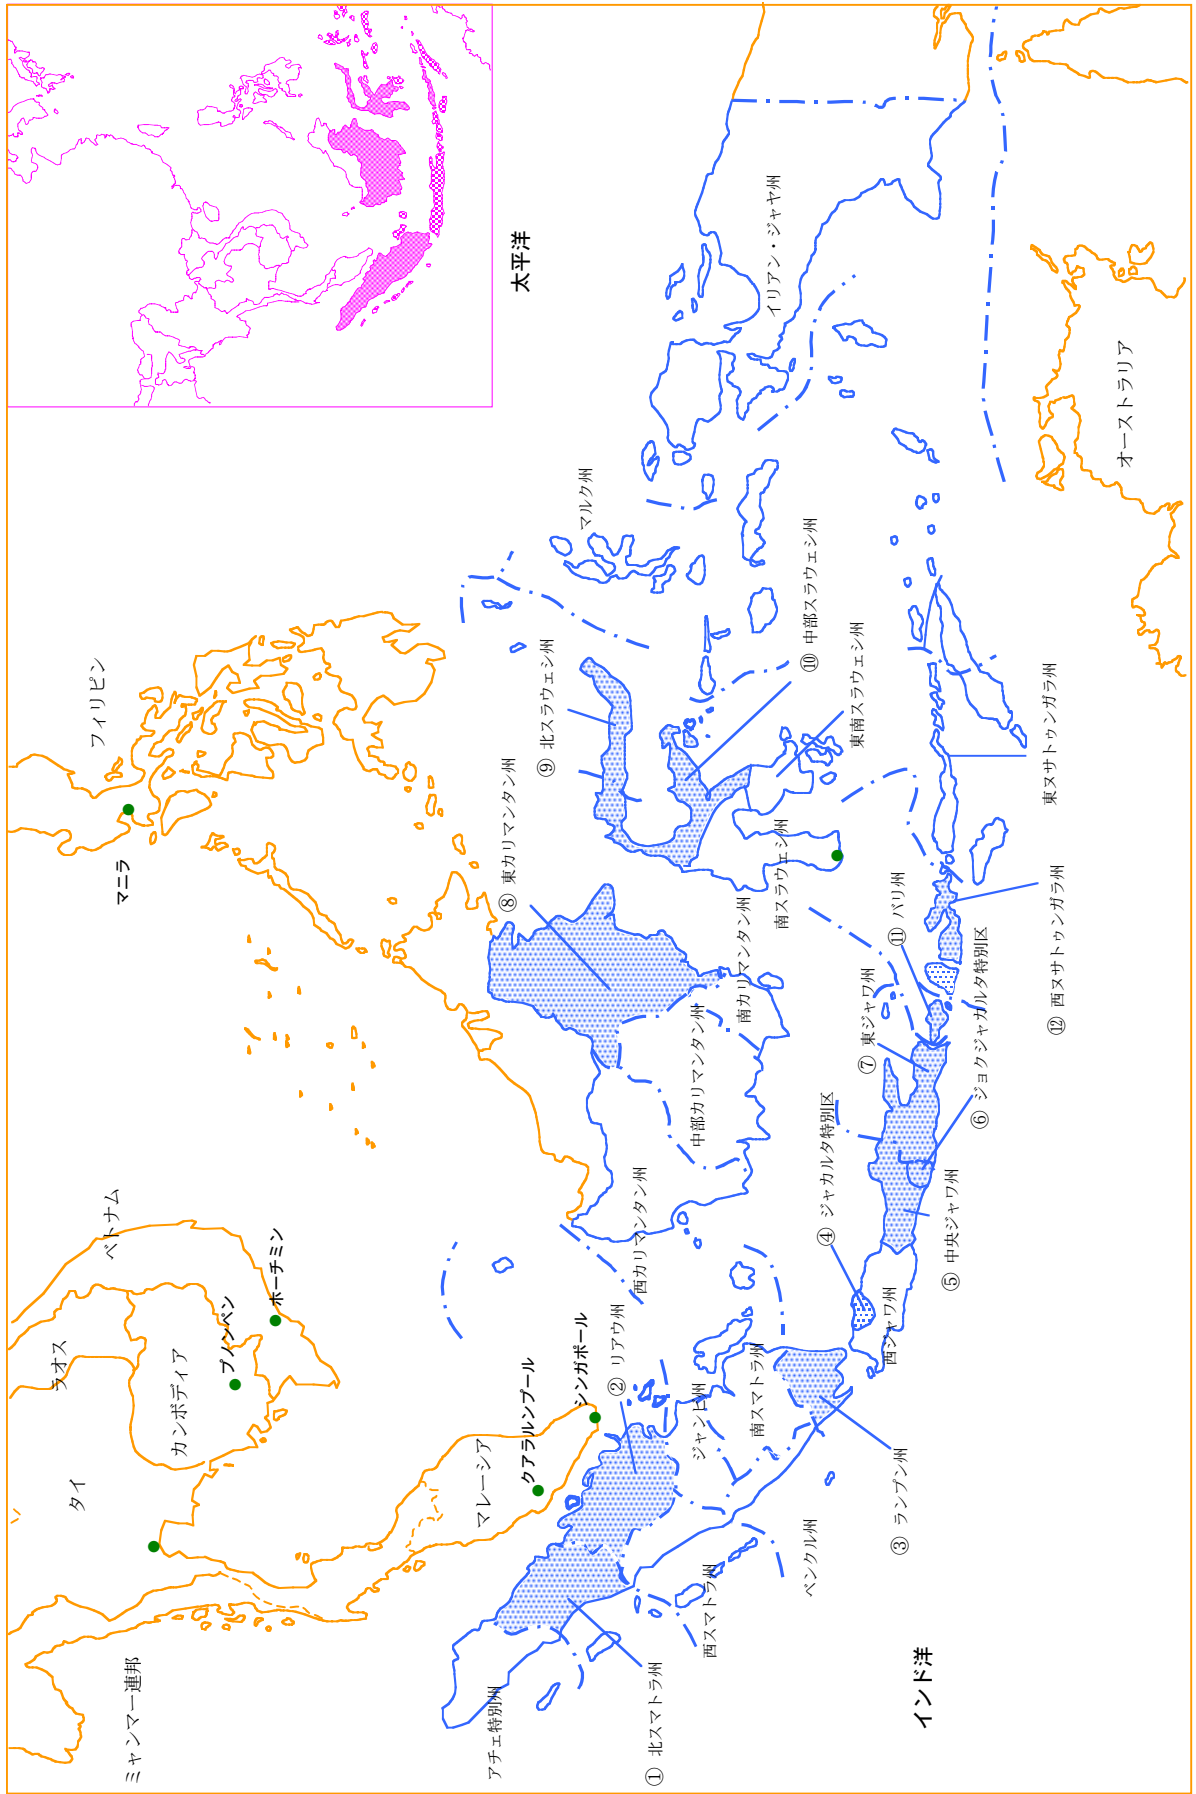 ミャンマー連邦
タイ
ラオス
ベトナム
カンボディア
プノンペン
ホーチミン
フィリピン
マニラ
マレーシア
クアラルンプール
シンガポール
太平洋
インド洋
オーストラリア
アチェ特別州
① 北スマトラ州
② リアウ州
西スマトラ州
ジャンビ州
南スマトラ州
ベンクル州
③ ランプン州
④ ジャカルタ特別区
西ジャワ州
⑤ 中央ジャワ州
⑥ ジョクジャカルタ特別区
⑦ 東ジャワ州
西カリマンタン州
中部カリマンタン州
南カリマンタン州
⑧ 東カリマンタン州
⑨ 北スラウェシ州
⑩ 中部スラウェシ州
南スラウェシ州
東南スラウェシ州
⑪ バリ州
⑫ 西ヌサトゥンガラ州
東ヌサトゥンガラ州
マルク州
イリアン・ジャヤ州